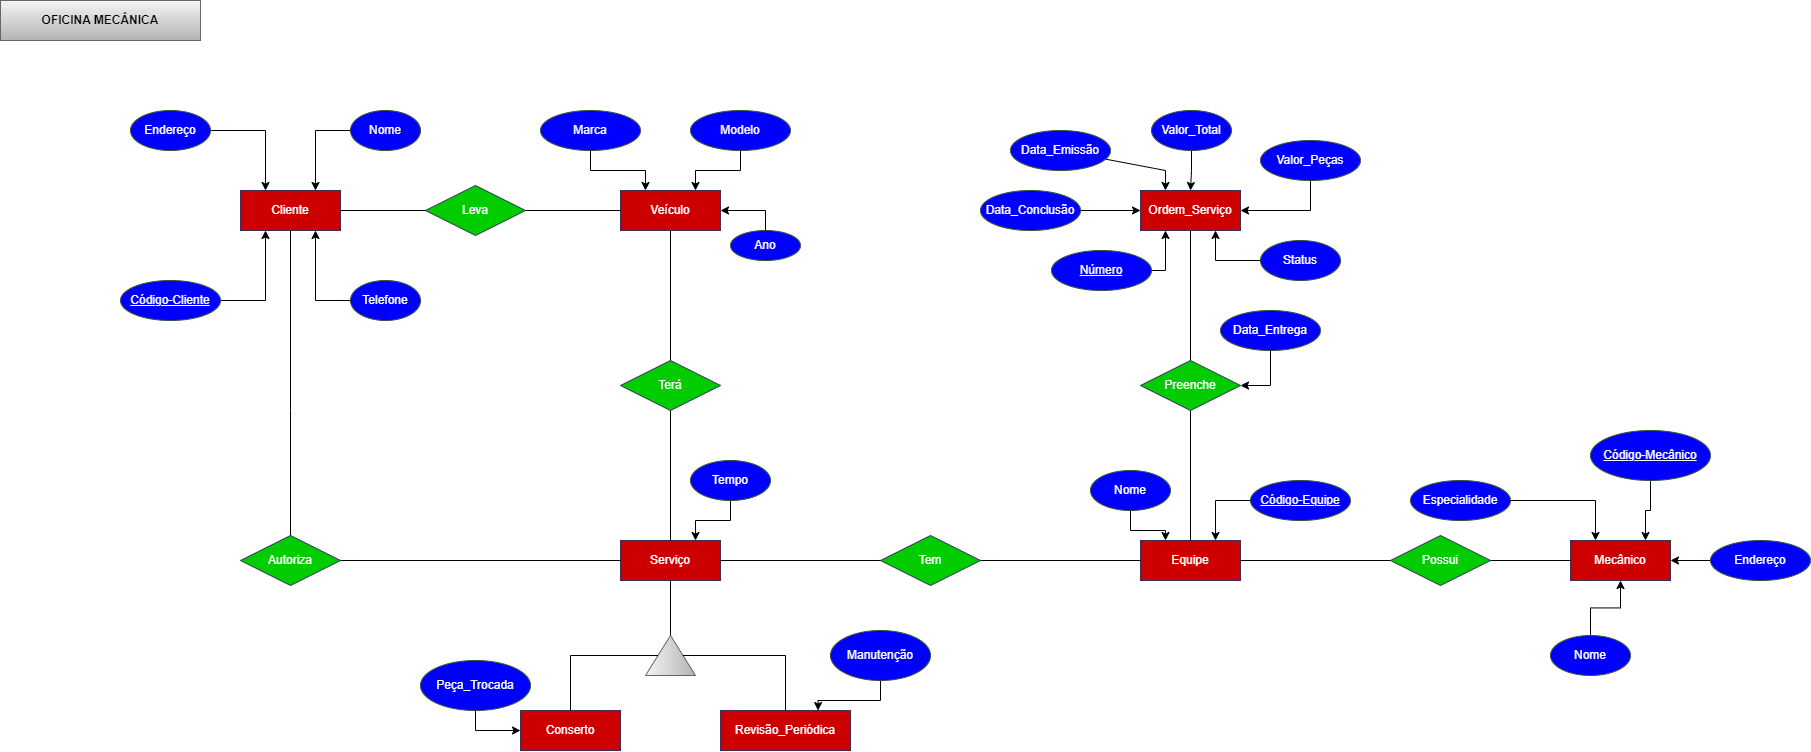 OFICINA MECÂNICA
Endereço
Nome
Marca
Modelo
Valor_Total
Data_Emissão
Valor_Peças
Cliente
Leva
Veículo
Data_Conclusão
Ordem_Serviço
Ano
Status
Número
Código-Cliente
Telefone
Data_Entrega
Terá
Preenche
Código-Mecânico
Tempo
Nome
Código-Equipe
Especialidade
Autoriza
Serviço
Tem
Equipe
Possui
Mecânico
Endereço
Manutenção
Nome
Peça_Trocada
Conserto
Revisão_Periódica